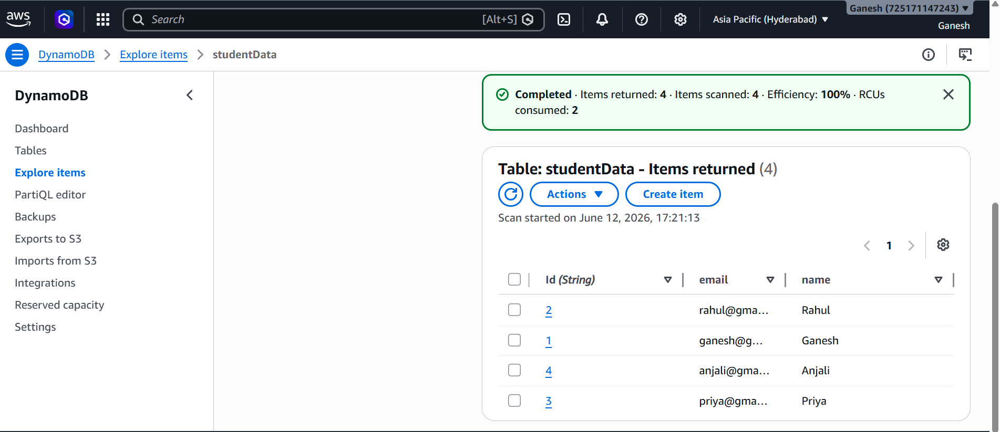 aws
Search [Alt+S]
Asia Pacific (Hyderabad)
Ganesh (725171147243)
Ganesh
DynamoDB
Explore items
studentData
DynamoDB
Dashboard
Tables
Explore items
PartiQL editor
Backups
Exports to S3
Imports from S3
Integrations
Reserved capacity
Settings
Completed · Items returned: 4 · Items scanned: 4 · Efficiency: 100% · RCUs
consumed: 2
Table: studentData - Items returned (4)
Actions
Create item
Scan started on June 12, 2026, 17:21:13
1
Id (String) email name
2 rahul@gma... Rahul
1 ganesh@g... Ganesh
4 anjali@gma... Anjali
3 priya@gma... Priya